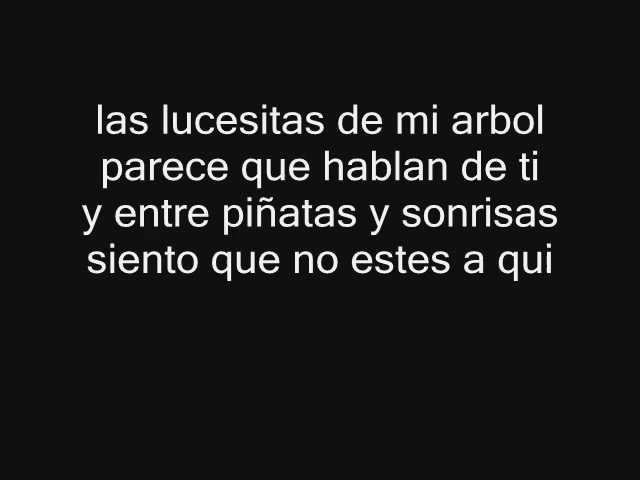 las lucesitas de mi arbol
parece que hablan de ti
y entre piñatas y sonrisas
siento que no estes a qui